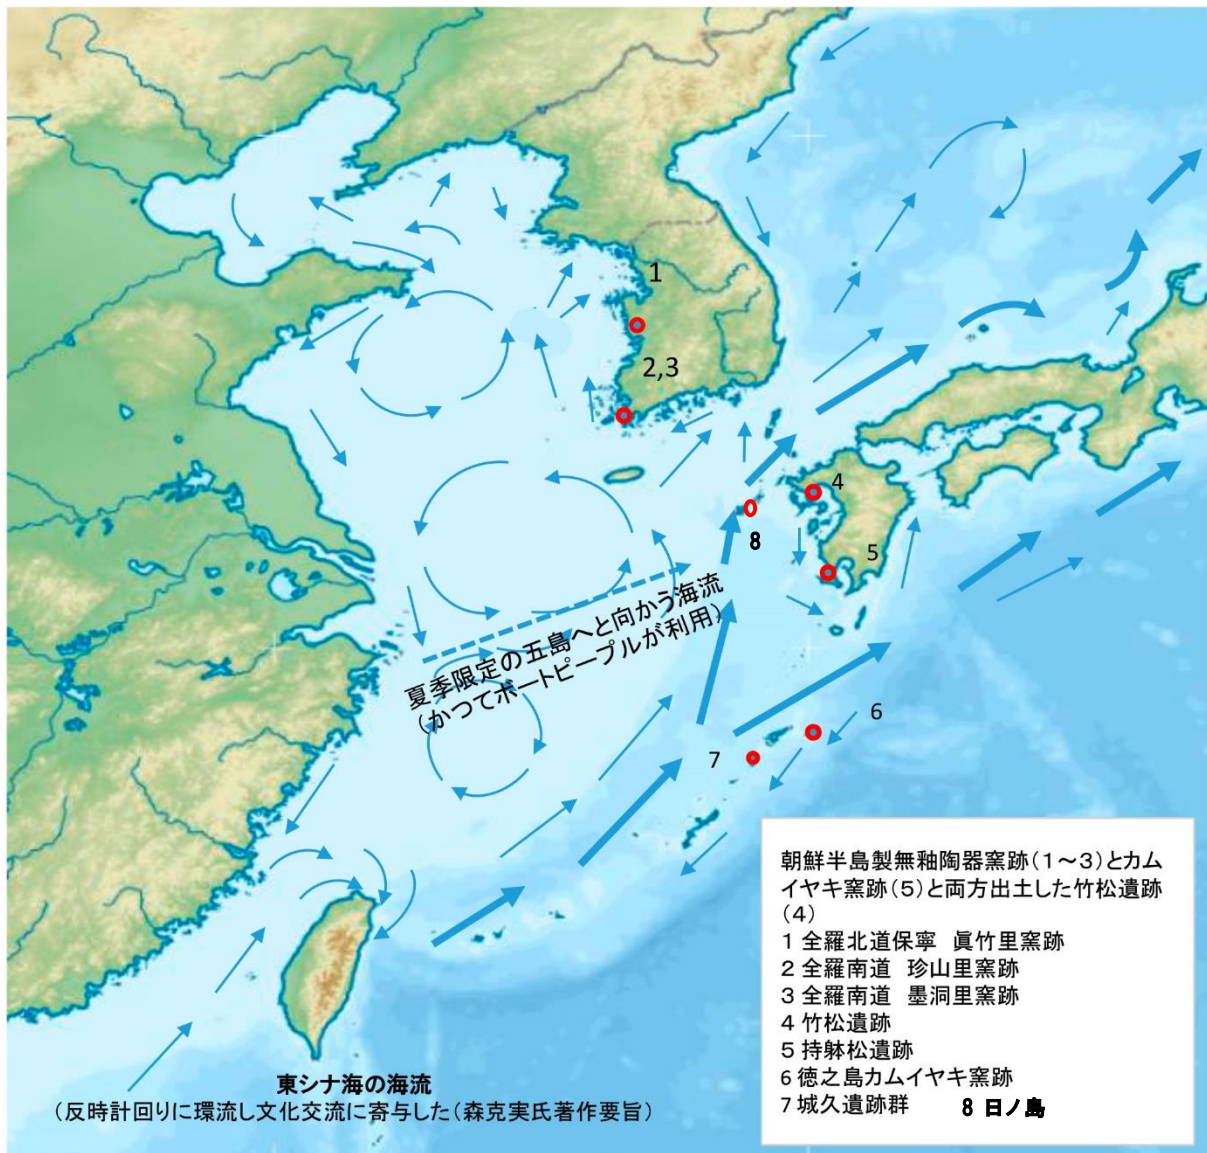 1
2,3
4
8
5
夏季限定の五島へと向かう海流
(かつてボートピープルが利用)
6
7
朝鮮半島製無釉陶器窯跡(1~3)とカム
イヤキ窯跡(5)と両方出土した竹松遺跡
(4)
1 全羅北道保寧 眞竹里窯跡
2 全羅南道 珍山里窯跡
3 全羅南道 墨洞里窯跡
4 竹松遺跡
5 持躰松遺跡
6 徳之島カムイヤキ窯跡
7 城久遺跡群 8 日ノ島
東シナ海の海流
(反時計回りに環流し文化交流に寄与した(森克実氏著作要旨)